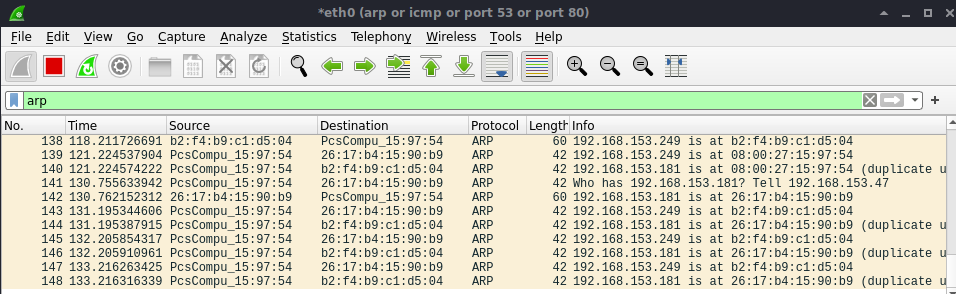 *eth0 (arp or icmp or port 53 or port 80)
File Edit View Go Capture Analyze Statistics Telephony Wireless Tools Help
arp
No. Time Source Destination Protocol Length Info
138 118.211726691 b2:f4:b9:c1:d5:04 PcsCompu_15:97:54 ARP 60 192.168.153.249 is at b2:f4:b9:c1:d5:04
139 121.224537904 PcsCompu_15:97:54 26:17:b4:15:90:b9 ARP 42 192.168.153.249 is at 08:00:27:15:97:54
140 121.224574222 PcsCompu_15:97:54 b2:f4:b9:c1:d5:04 ARP 42 192.168.153.181 is at 08:00:27:15:97:54 (duplicate u
141 130.755633942 PcsCompu_15:97:54 26:17:b4:15:90:b9 ARP 42 Who has 192.168.153.181? Tell 192.168.153.47
142 130.762152312 26:17:b4:15:90:b9 PcsCompu_15:97:54 ARP 60 192.168.153.181 is at 26:17:b4:15:90:b9
143 131.195344606 PcsCompu_15:97:54 26:17:b4:15:90:b9 ARP 42 192.168.153.249 is at b2:f4:b9:c1:d5:04
144 131.195387915 PcsCompu_15:97:54 b2:f4:b9:c1:d5:04 ARP 42 192.168.153.181 is at 26:17:b4:15:90:b9 (duplicate u
145 132.205854317 PcsCompu_15:97:54 26:17:b4:15:90:b9 ARP 42 192.168.153.249 is at b2:f4:b9:c1:d5:04
146 132.205910961 PcsCompu_15:97:54 b2:f4:b9:c1:d5:04 ARP 42 192.168.153.181 is at 26:17:b4:15:90:b9 (duplicate u
147 133.216263425 PcsCompu_15:97:54 26:17:b4:15:90:b9 ARP 42 192.168.153.249 is at b2:f4:b9:c1:d5:04
148 133.216316339 PcsCompu_15:97:54 b2:f4:b9:c1:d5:04 ARP 42 192.168.153.181 is at 26:17:b4:15:90:b9 (duplicate u